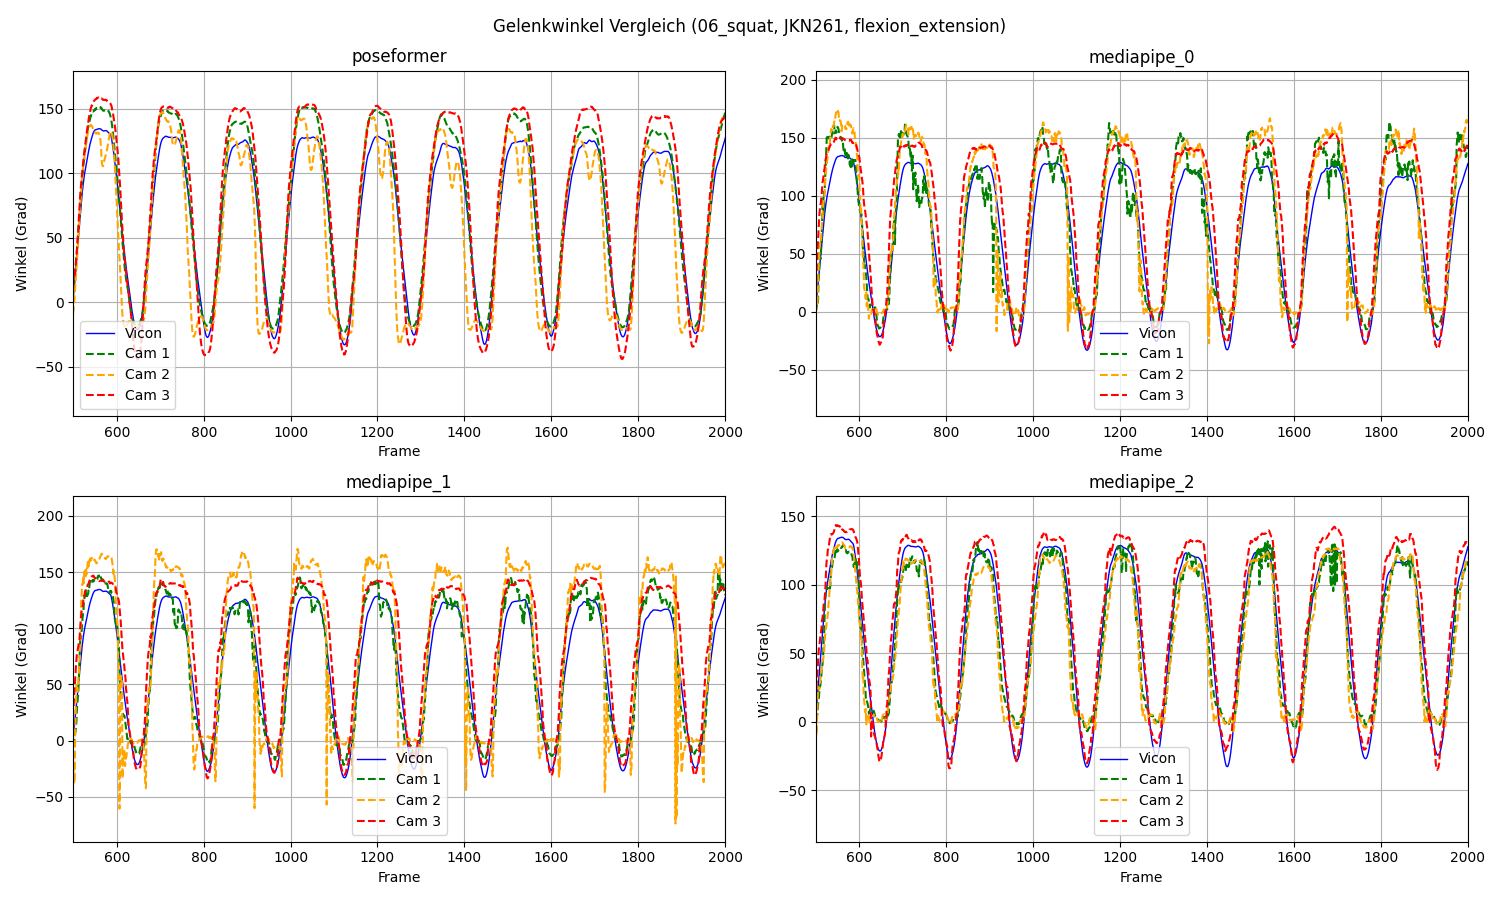 Gelenkwinkel Vergleich (06_squat, JKN261, flexion_extension)
poseformer
Winkel (Grad)
150
100
50
0
−50
Vicon
Cam 1
Cam 2
Cam 3
600 800 1000 1200 1400 1600 1800 2000
Frame
mediapipe_0
Winkel (Grad)
200
150
100
50
0
−50
Vicon
Cam 1
Cam 2
Cam 3
600 800 1000 1200 1400 1600 1800 2000
Frame
mediapipe_1
Winkel (Grad)
200
150
100
50
0
−50
Vicon
Cam 1
Cam 2
Cam 3
600 800 1000 1200 1400 1600 1800 2000
Frame
mediapipe_2
Winkel (Grad)
150
100
50
0
−50
Vicon
Cam 1
Cam 2
Cam 3
600 800 1000 1200 1400 1600 1800 2000
Frame